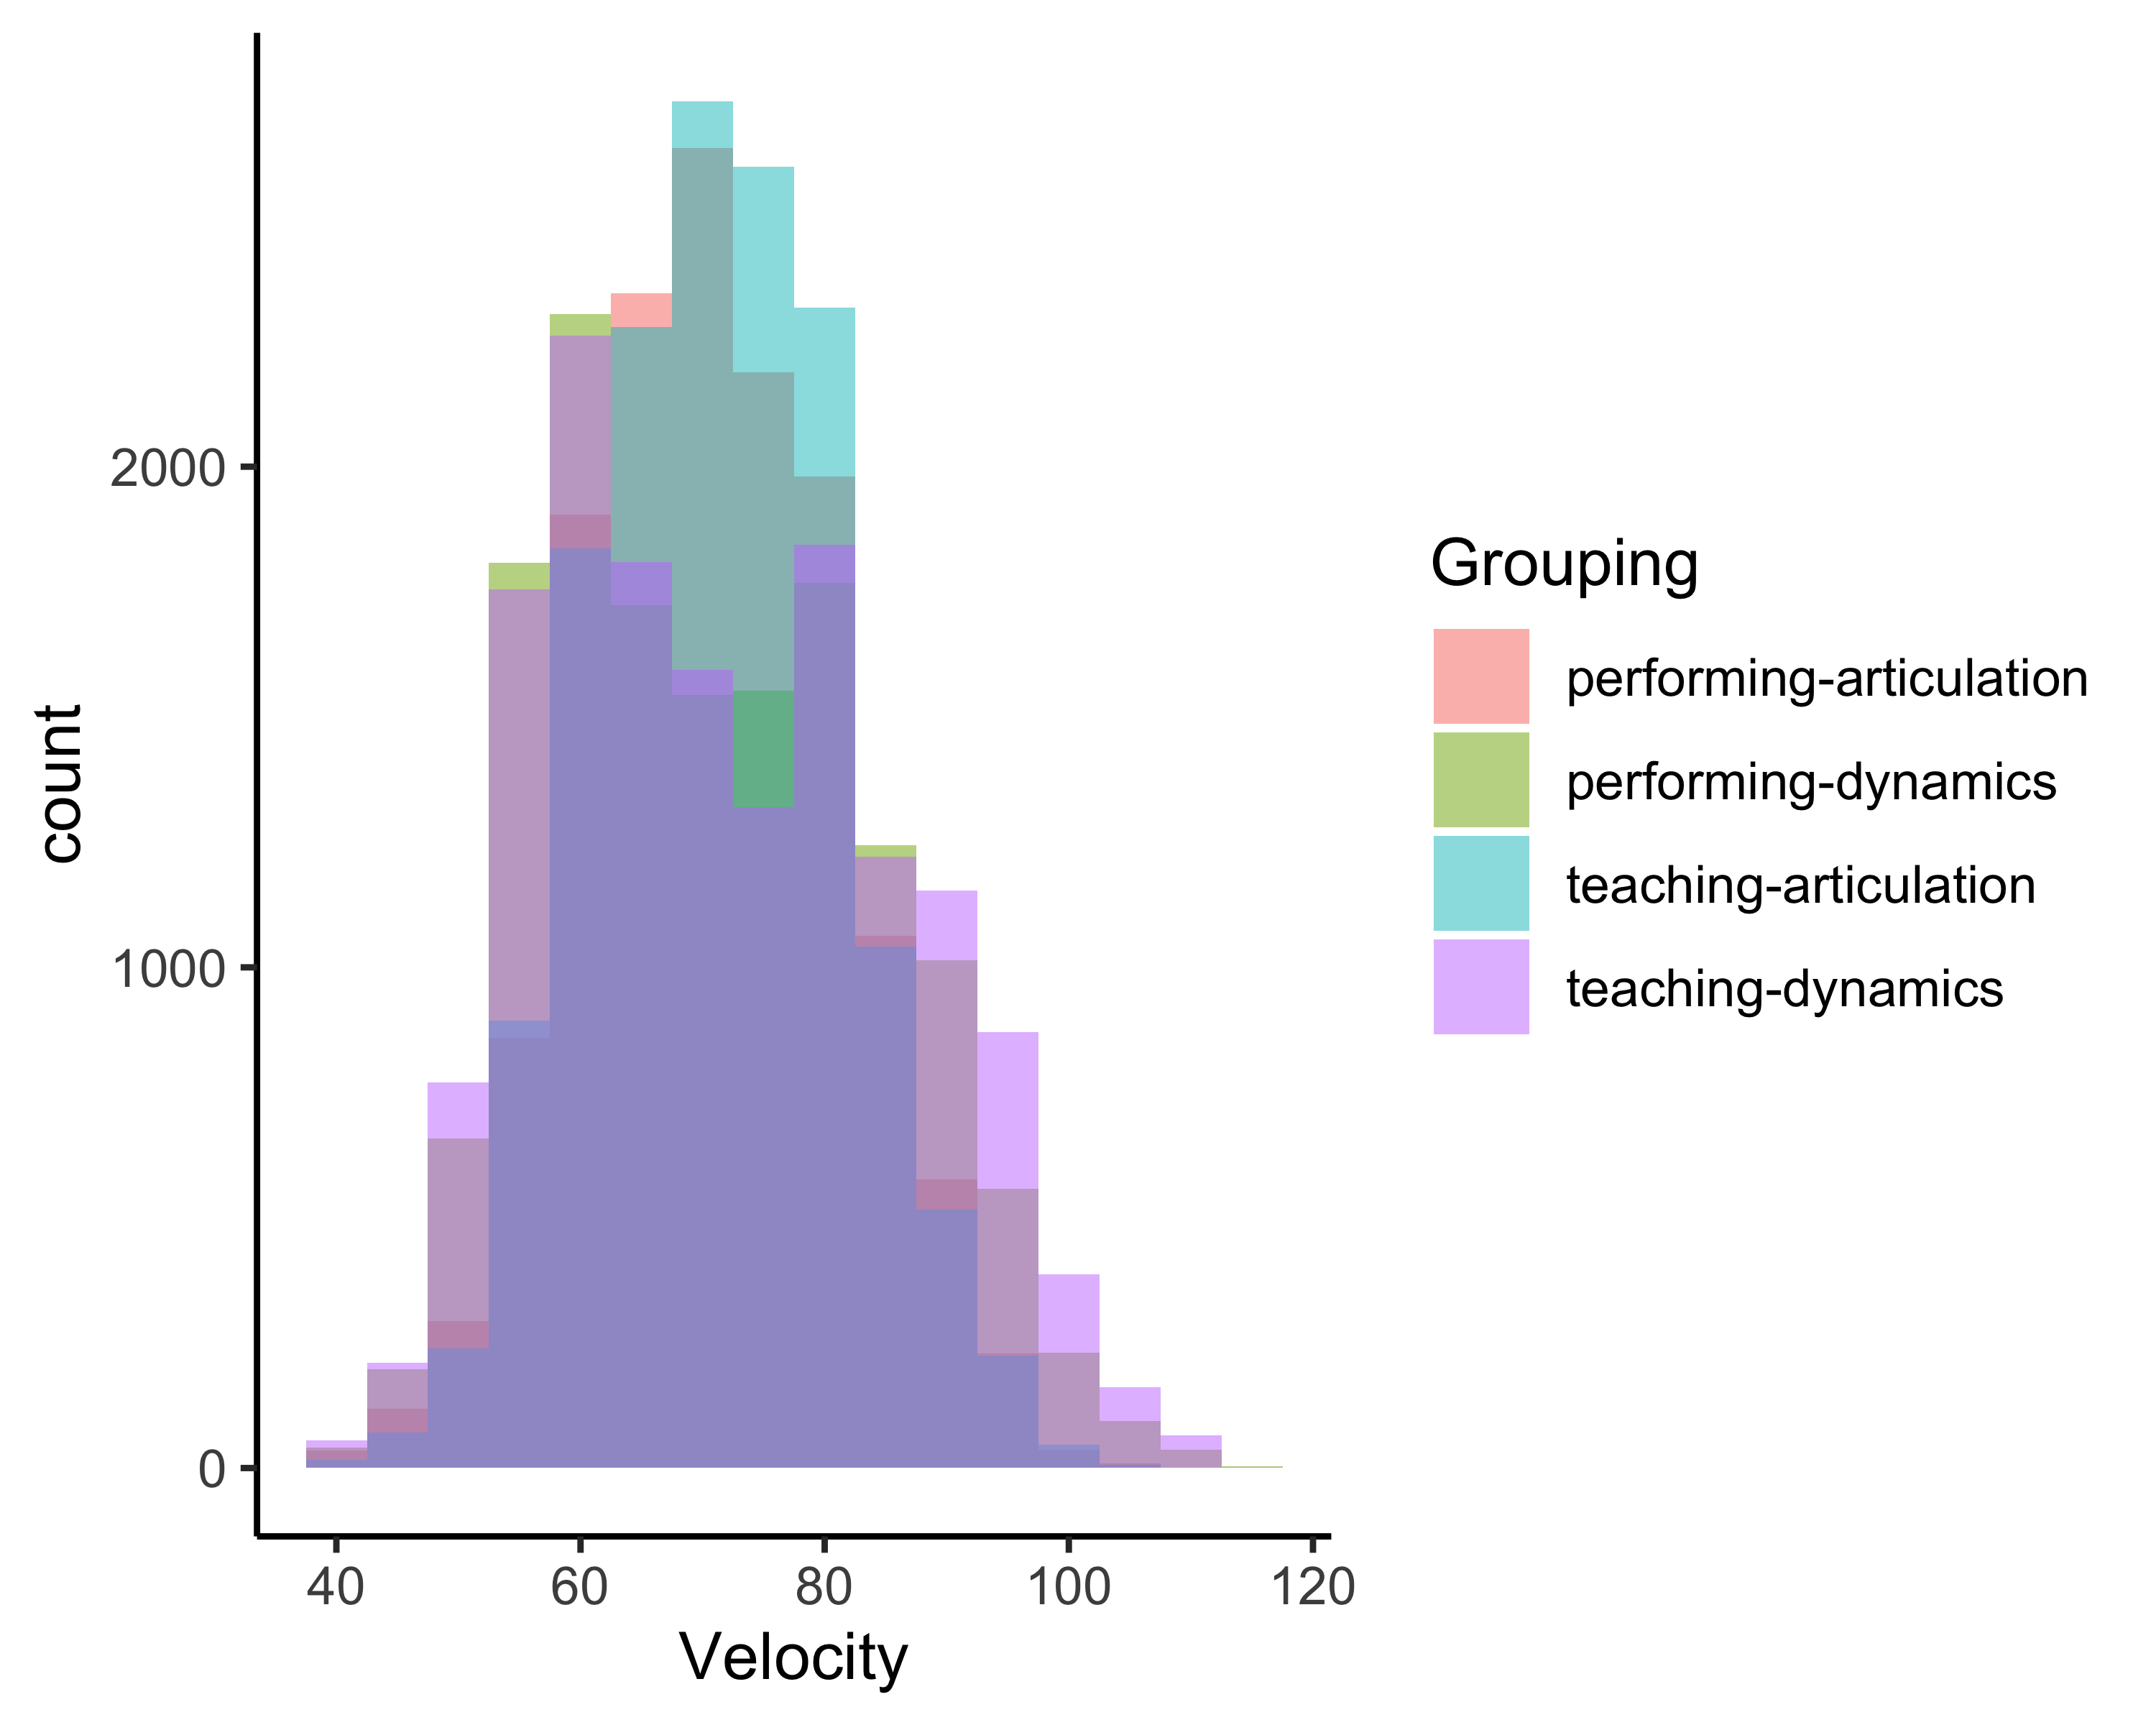 count
2000
1000
0
40 60 80 100 120
Velocity
Grouping
performing-articulation
performing-dynamics
teaching-articulation
teaching-dynamics